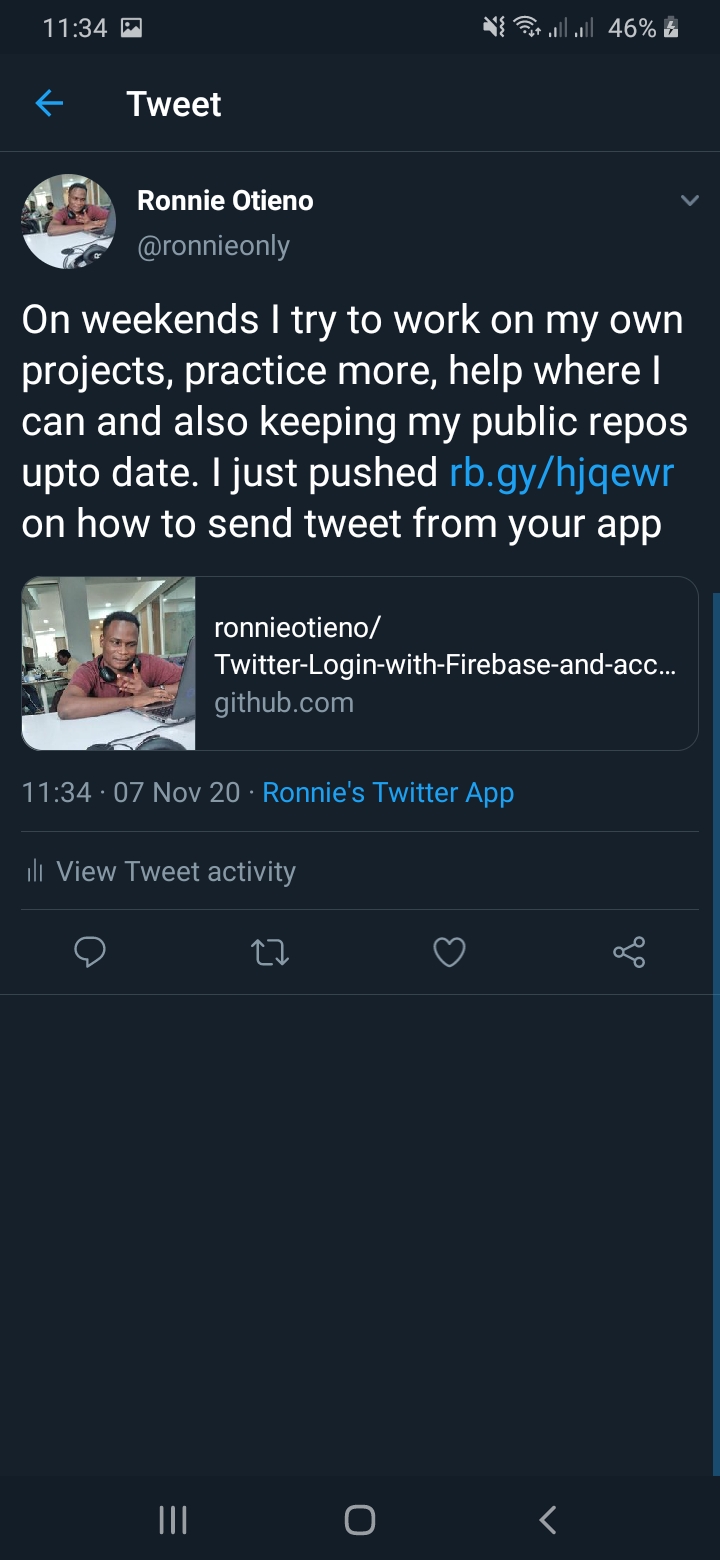 11:34 46%
Tweet
Ronnie Otieno
@ronnieonly
On weekends I try to work on my own
projects, practice more, help where I
can and also keeping my public repos
upto date. I just pushed rb.gy/hjqewr
on how to send tweet from your app
ronnieotieno/
Twitter-Login-with-Firebase-and-acc...
github.com
11:34 · 07 Nov 20 · Ronnie's Twitter App
View Tweet activity